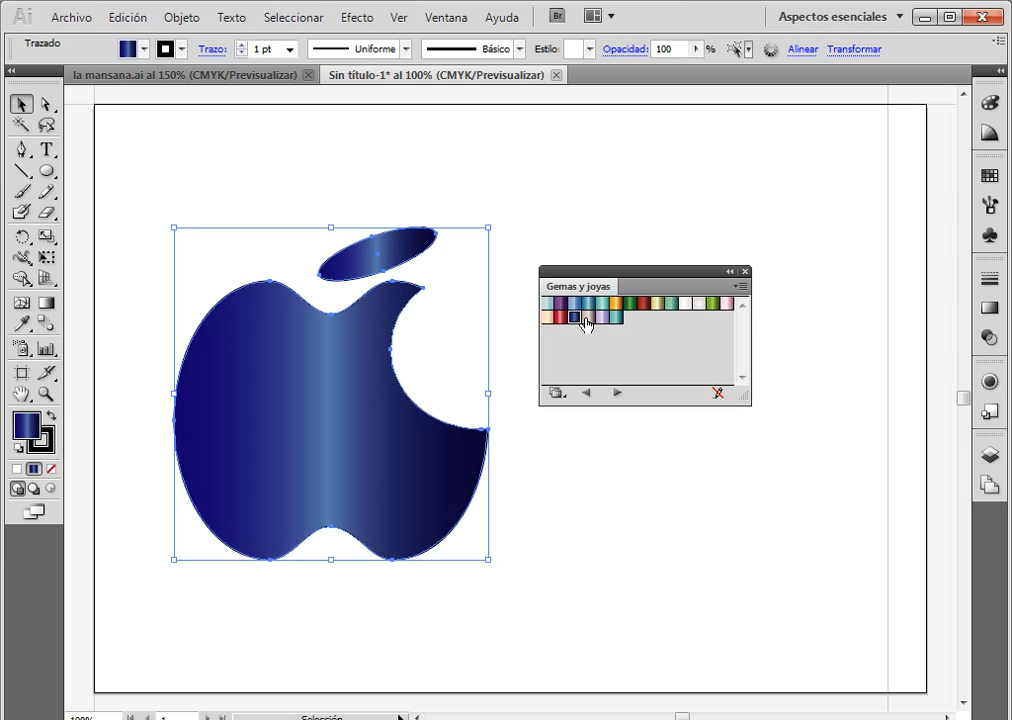 Ai Archivo Edición Objeto Texto Seleccionar Efecto Ver Ventana Ayuda Br Aspectos esenciales
Trazado Trazo: 1 pt Uniforme Básico Estilo: Opacidad: 100 % Alinear Transformar
la mansana.ai al 150% (CMYK/Previsualizar) Sin título-1* al 100% (CMYK/Previsualizar)
Gemas y joyas
100% 1 Selección